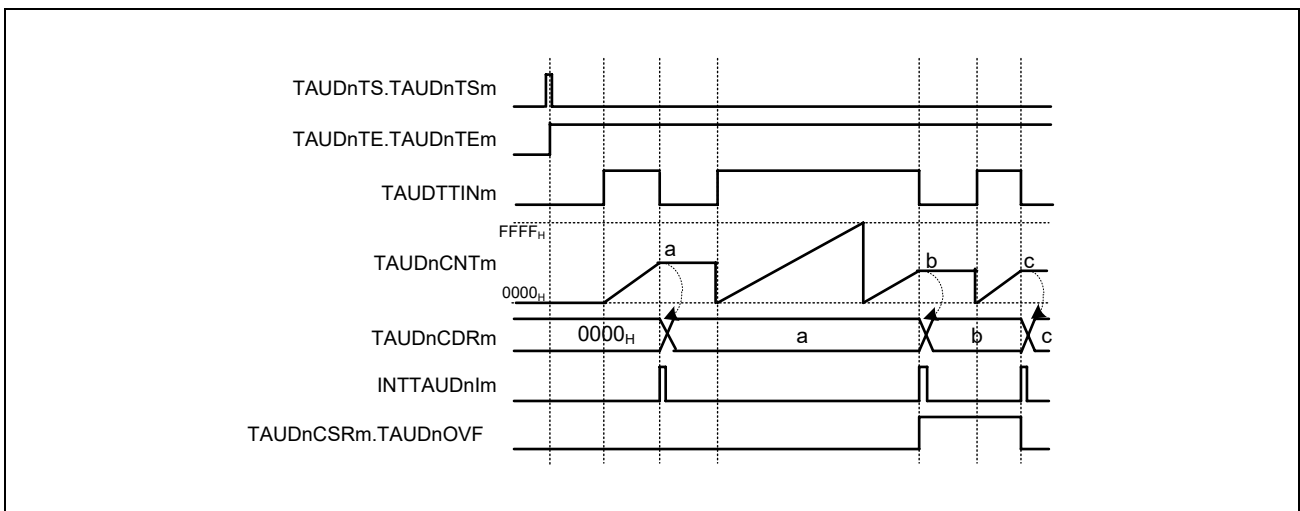 TAUDnTS.TAUDnTSm
TAUDnTE.TAUDnTEm
TAUDTTINm
FFFFH
a
b
c
TAUDnCNTm
0000H
TAUDnCDRm
0000H
a
b
c
INTTAUDnIm
TAUDnCSRm.TAUDnOVF